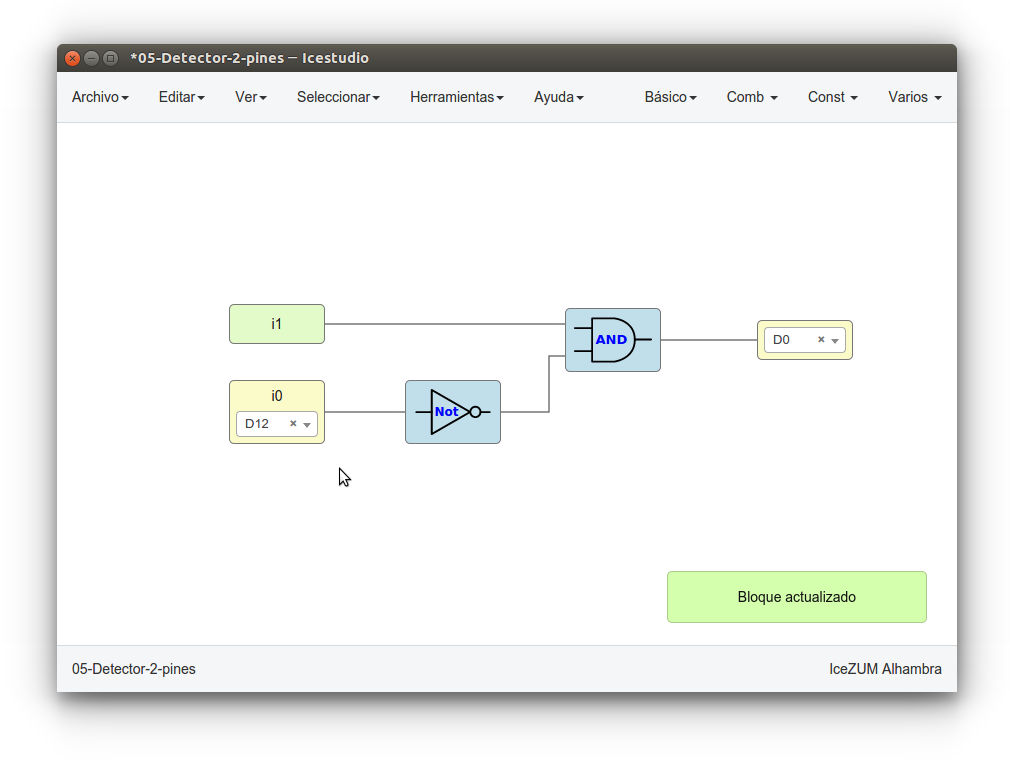 *05-Detector-2-pines — Icestudio
Archivo Editar Ver Seleccionar Herramientas Ayuda Básico Comb Const Varios
i1
AND
D0
i0
D12
Not
Bloque actualizado
05-Detector-2-pines IceZUM Alhambra